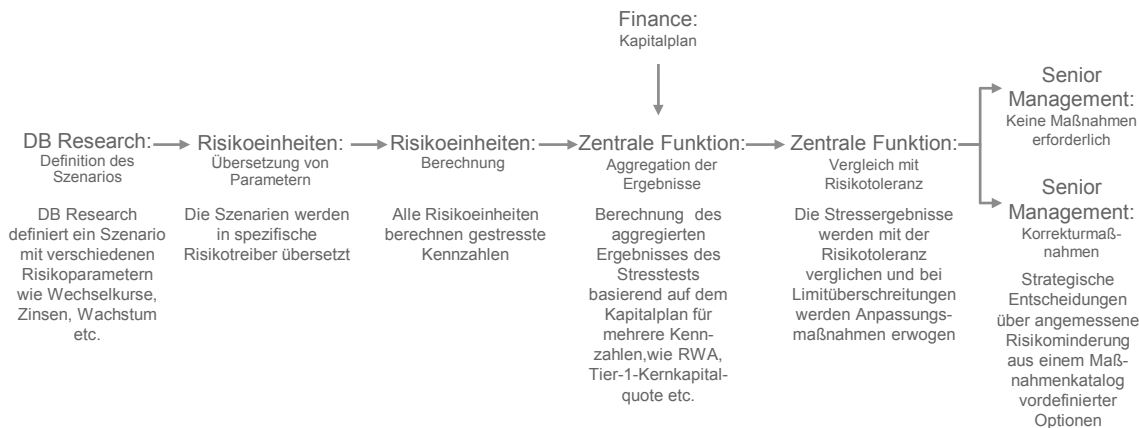 Finance:
Kapitalplan
DB Research:
Definition des
Szenarios
DB Research
definiert ein Szenario
mit verschiedenen
Risikoparametern
wie Wechselkurse,
Zinsen, Wachstum
etc.
Risikoeinheiten:
Übersetzung von
Parametern
Die Szenarien werden
in spezifische
Risikotreiber übersetzt
Risikoeinheiten:
Berechnung
Alle Risikoeinheiten
berechnen gestresste
Kennzahlen
Zentrale Funktion:
Aggregation der
Ergebnisse
Berechnung des
aggregierten
Ergebnisses des
Stresstests
basierend auf dem
Kapitalplan für
mehrere Kenn-
zahlen,wie RWA,
Tier-1-Kernkapital-
quote etc.
Zentrale Funktion:
Vergleich mit
Risikotoleranz
Die Stressergebnisse
werden mit der
Risikotoleranz
verglichen und bei
Limitüberschreitungen
werden Anpassungs-
maßnahmen erwogen
Senior
Management:
Keine Maßnahmen
erforderlich
Senior
Management:
Korrekturmaß-
nahmen
Strategische
Entscheidungen
über angemessene
Risikominderung
aus einem Maß-
nahmenkatalog
vordefinierter
Optionen